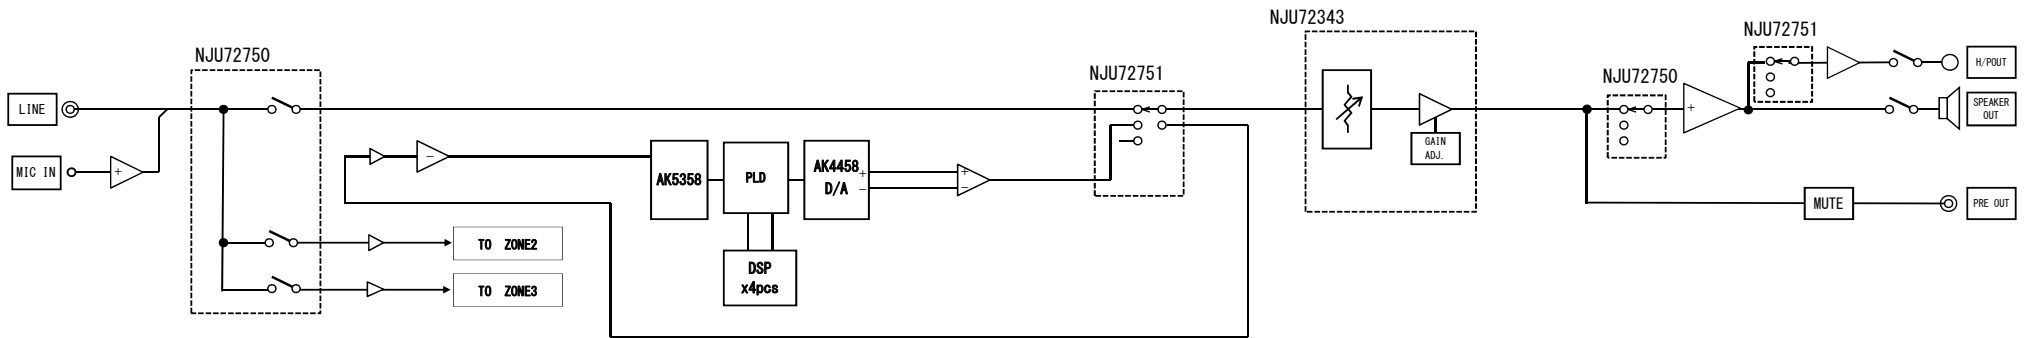 NJU72343
NJU72751
NJU72750
NJU72751
NJU72750
H/POUT
LINE
+
SPEAKER
OUT
GAIN
ADJ.
MIC IN
+
−
AK5358
PLD
AK4458
D/A
+
−
+
−
MUTE
PRE OUT
TO ZONE2
DSP
x4pcs
TO ZONE3